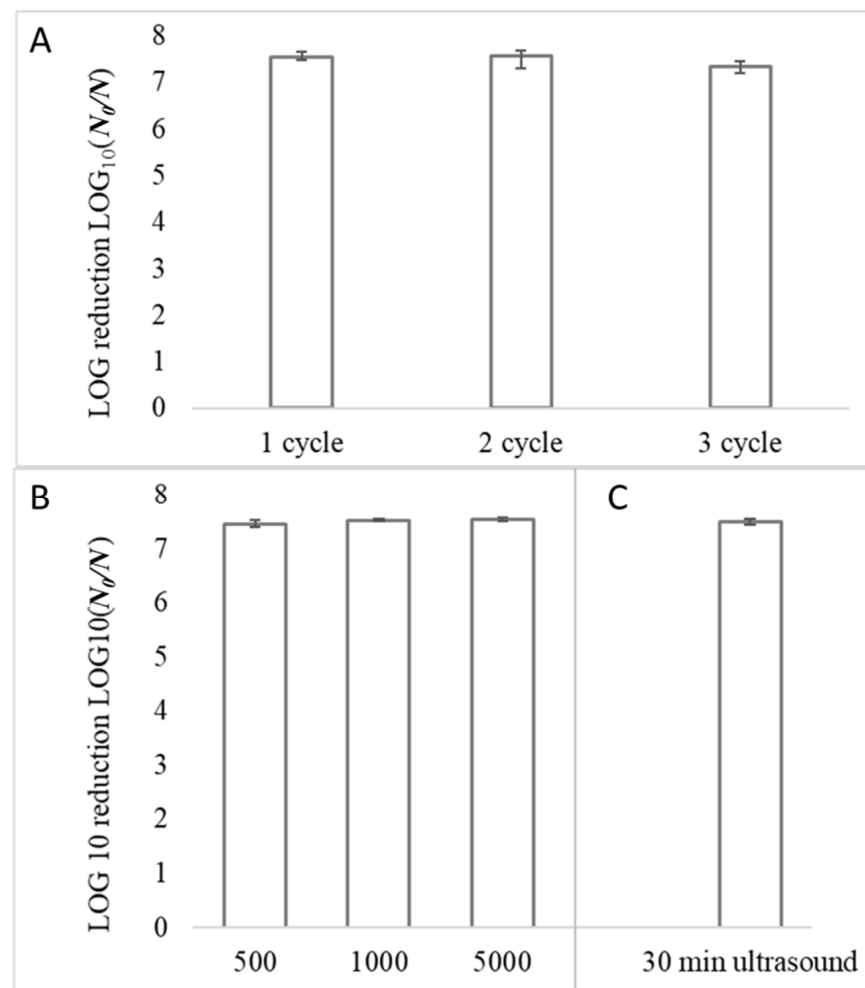 A
LOG reduction LOG₁₀(N₀/N)
8
7
6
5
4
3
2
1
0
1 cycle 2 cycle 3 cycle
B
LOG 10 reduction LOG10(N₀/N)
8
7
6
5
4
3
2
1
0
500 1000 5000
C
30 min ultrasound